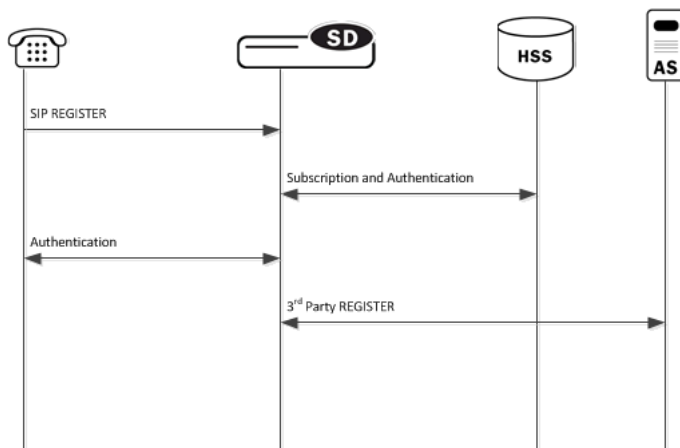 SD
HSS
AS
SIP REGISTER
Subscription and Authentication
Authentication
3rd Party REGISTER